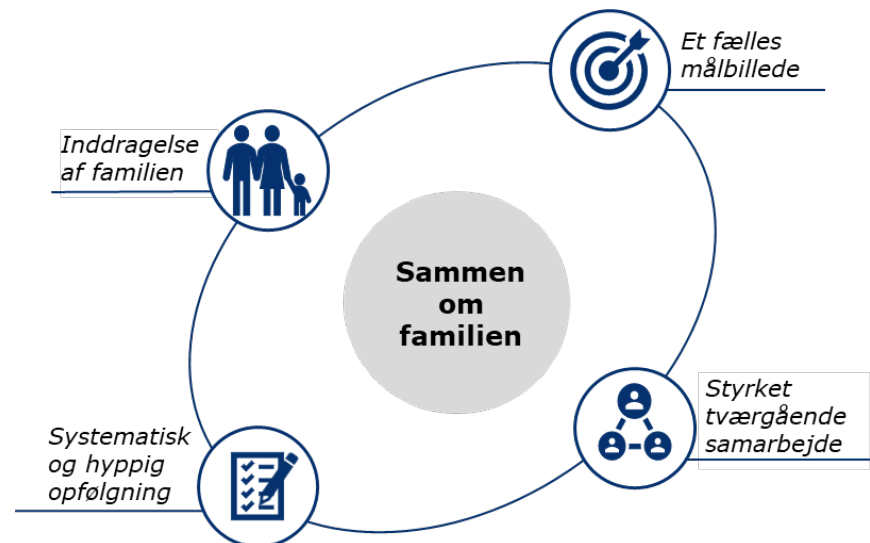 Et fælles
målbillede
Inddragelse
af familien
Sammen
om
familien
Styrket
tværgående
samarbejde
Systematisk
og hyppig
opfølgning